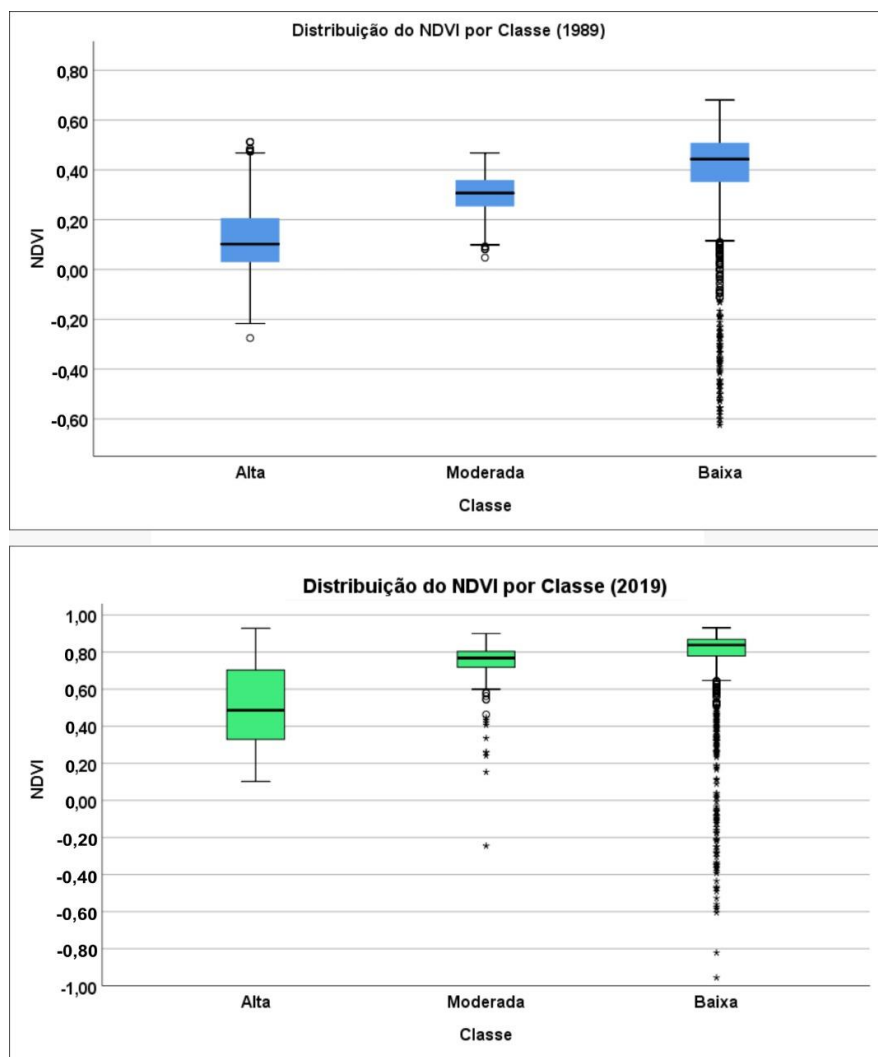 Distribuição do NDVI por Classe (1989)
0,80
0,60
0,40
0,20
0,00
-0,20
-0,40
-0,60
NDVI
Alta Moderada Baixa
Classe
Distribuição do NDVI por Classe (2019)
1,00
0,80
0,60
0,40
0,20
0,00
-0,20
-0,40
-0,60
-0,80
-1,00
NDVI
Alta Moderada Baixa
Classe